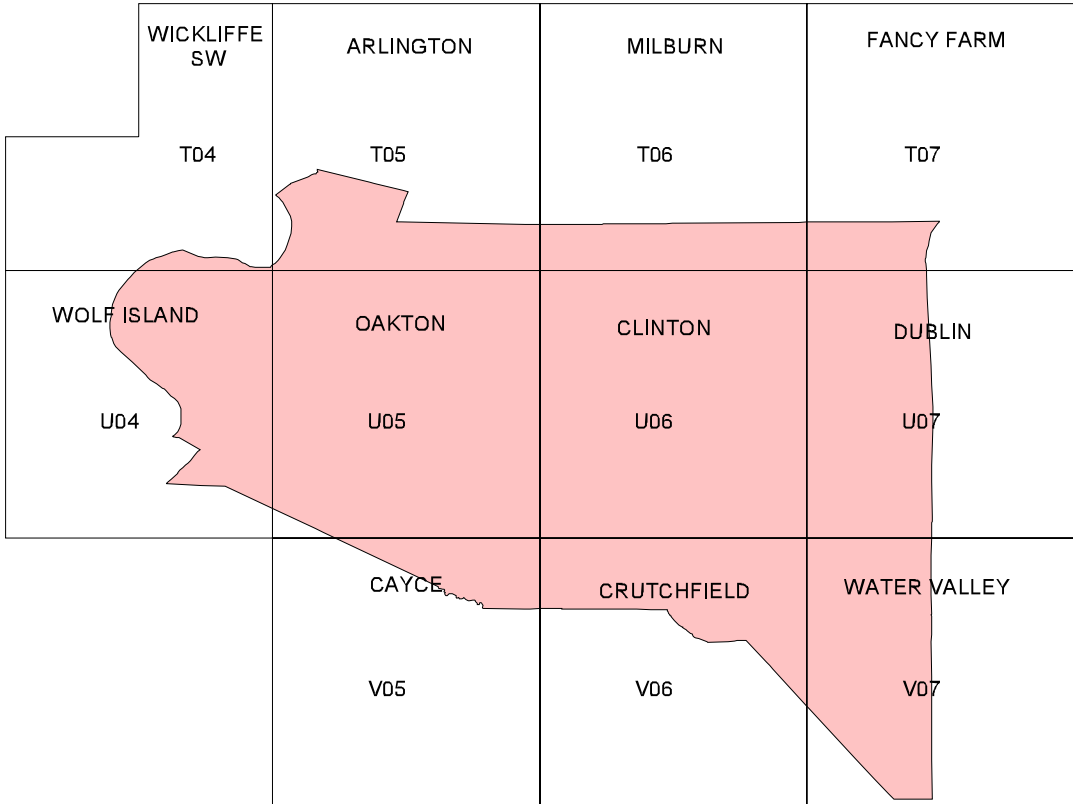 WICKLIFFE
SW
ARLINGTON
MILBURN
FANCY FARM
T04
T05
T06
T07
WOLF ISLAND
OAKTON
CLINTON
DUBLIN
U04
U05
U06
U07
CAYCE
CRUTCHFIELD
WATER VALLEY
V05
V06
V07